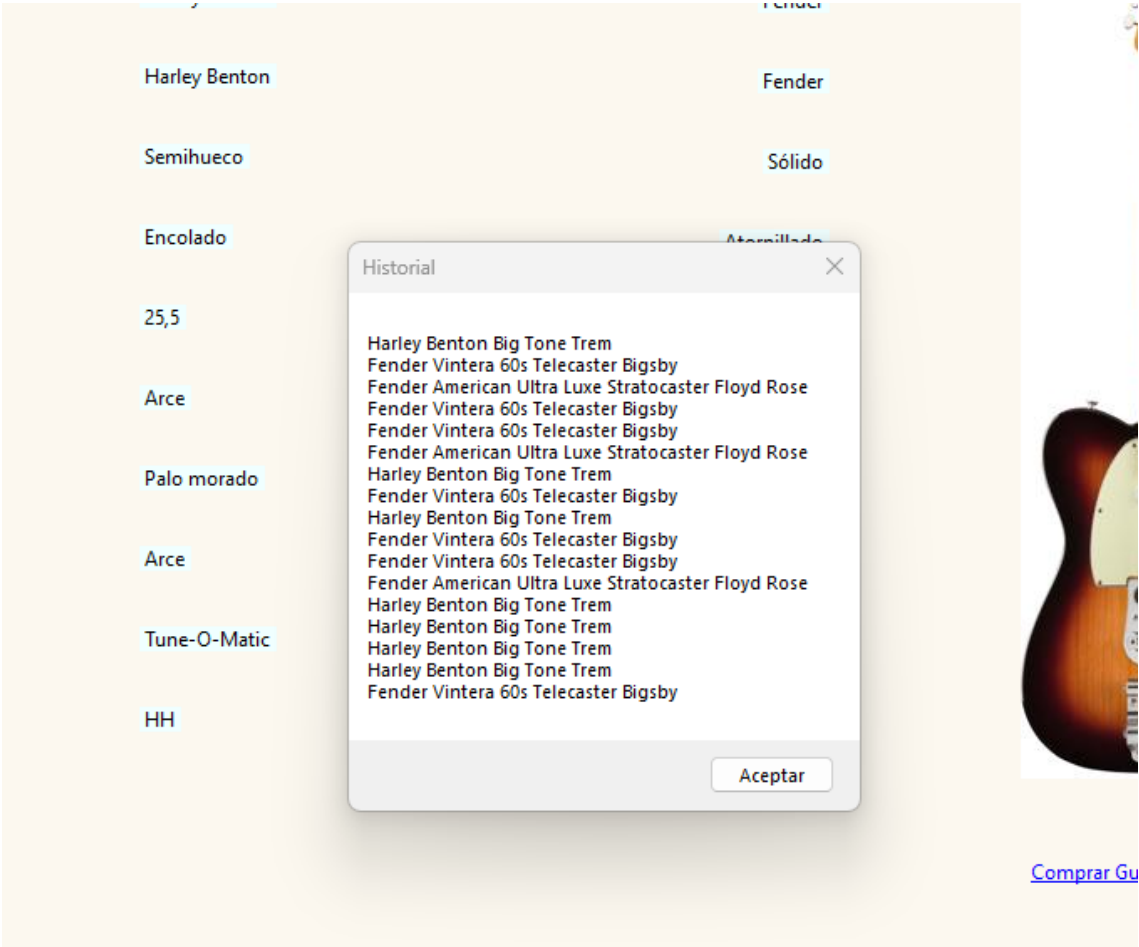 Fender
Harley Benton
Fender
Semihueco
Sólido
Encolado
Atornillado
Historial
25,5
Harley Benton Big Tone Trem
Fender Vintera 60s Telecaster Bigsby
Fender American Ultra Luxe Stratocaster Floyd Rose
Arce
Fender Vintera 60s Telecaster Bigsby
Fender Vintera 60s Telecaster Bigsby
Fender American Ultra Luxe Stratocaster Floyd Rose
Harley Benton Big Tone Trem
Palo morado
Fender Vintera 60s Telecaster Bigsby
Harley Benton Big Tone Trem
Fender Vintera 60s Telecaster Bigsby
Fender Vintera 60s Telecaster Bigsby
Arce
Fender American Ultra Luxe Stratocaster Floyd Rose
Harley Benton Big Tone Trem
Harley Benton Big Tone Trem
Tune-O-Matic
Harley Benton Big Tone Trem
Harley Benton Big Tone Trem
Fender Vintera 60s Telecaster Bigsby
HH
Aceptar
Comprar Gu